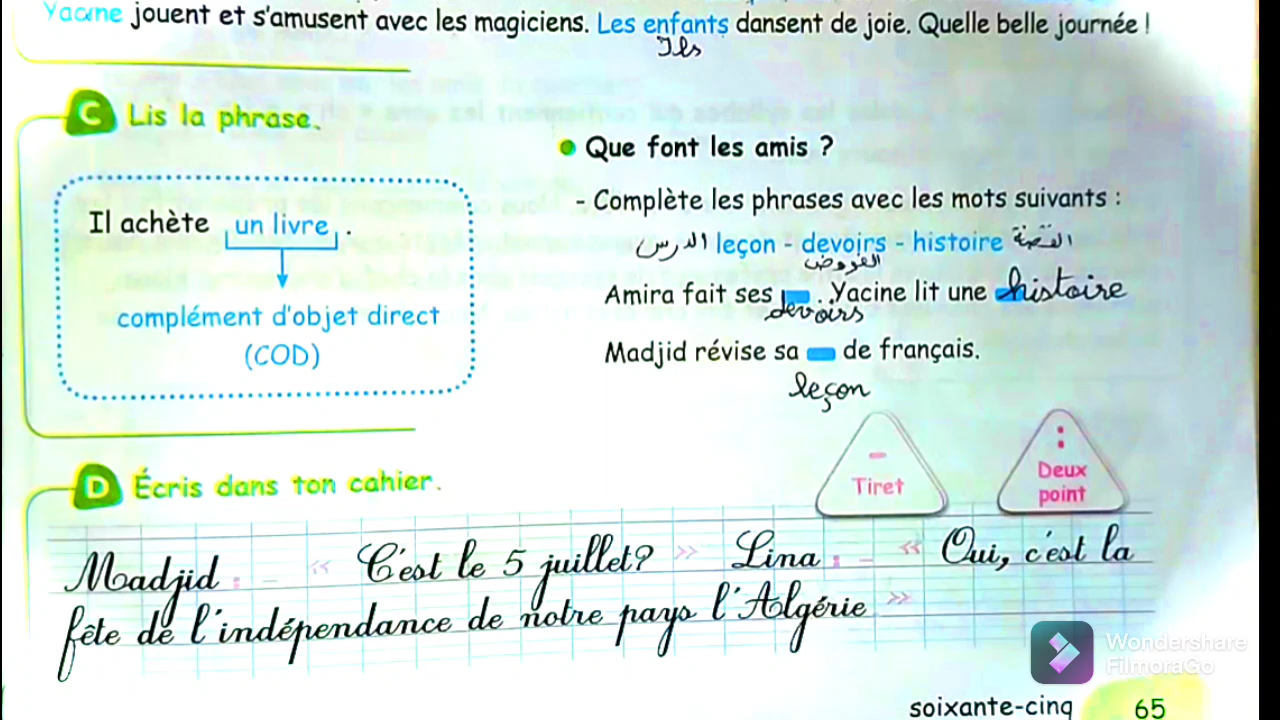 Yacine jouent et s'amusent avec les magiciens. Les enfants dansent de joie. Quelle belle journée !
Ils
C Lis la phrase.
Il achète un livre .
complément d'objet direct
(COD)
Que font les amis ?
- Complète les phrases avec les mots suivants :
الدرس leçon - devoirs - histoire القصة
الفروض
Amira fait ses . Yacine lit une histoire
devoirs
Madjid révise sa de français.
leçon
- Tiret
: Deux point
D Écris dans ton cahier.
Madjid : - « C'est le 5 juillet? » Lina : - « Oui, c'est la
fête de l'indépendance de notre pays l'Algérie »
Wondershare
FilmoraGo
soixante-cinq 65